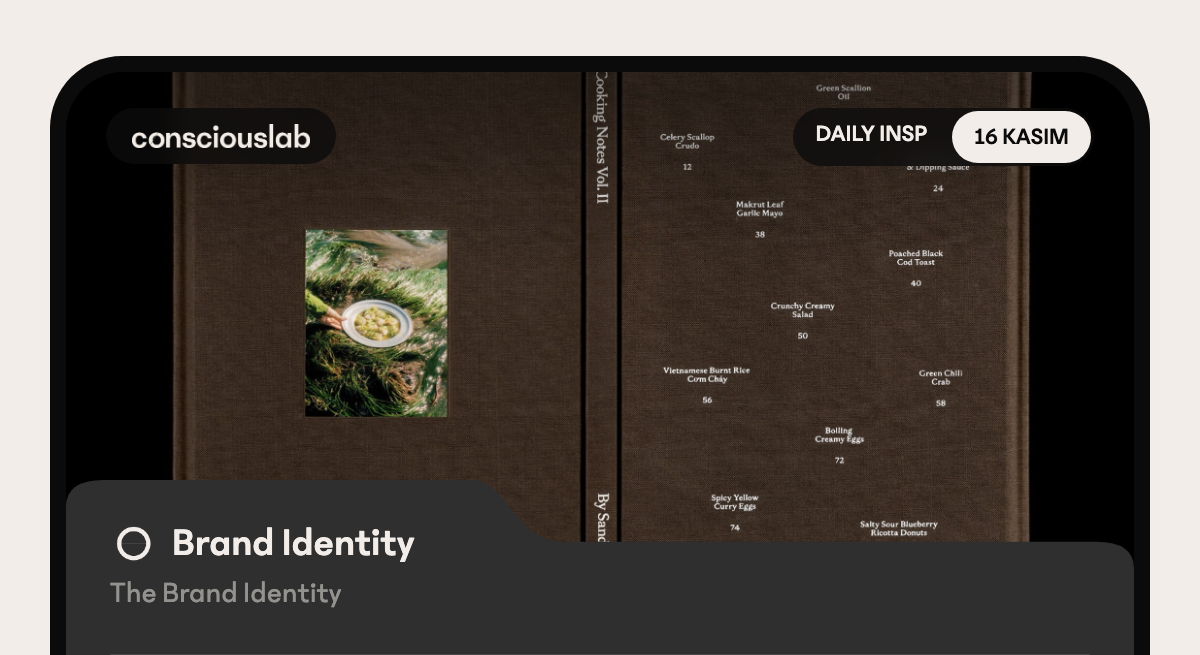 consciouslab
DAILY INSP
16 KASIM
Cooking Notes Vol. II
By Sand
Green Scallion
Oil
Celery Scallop
Crudo
12
& Dipping Sauce
24
Makrut Leaf
Garlic Mayo
38
Poached Black
Cod Toast
40
Crunchy Creamy
Salad
50
Vietnamese Burnt Rice
Cơm Cháy
56
Green Chili
Crab
58
Boiling
Creamy Eggs
72
Spicy Yellow
Curry Eggs
74
Salty Sour Blueberry
Ricotta Donuts
Brand Identity
The Brand Identity